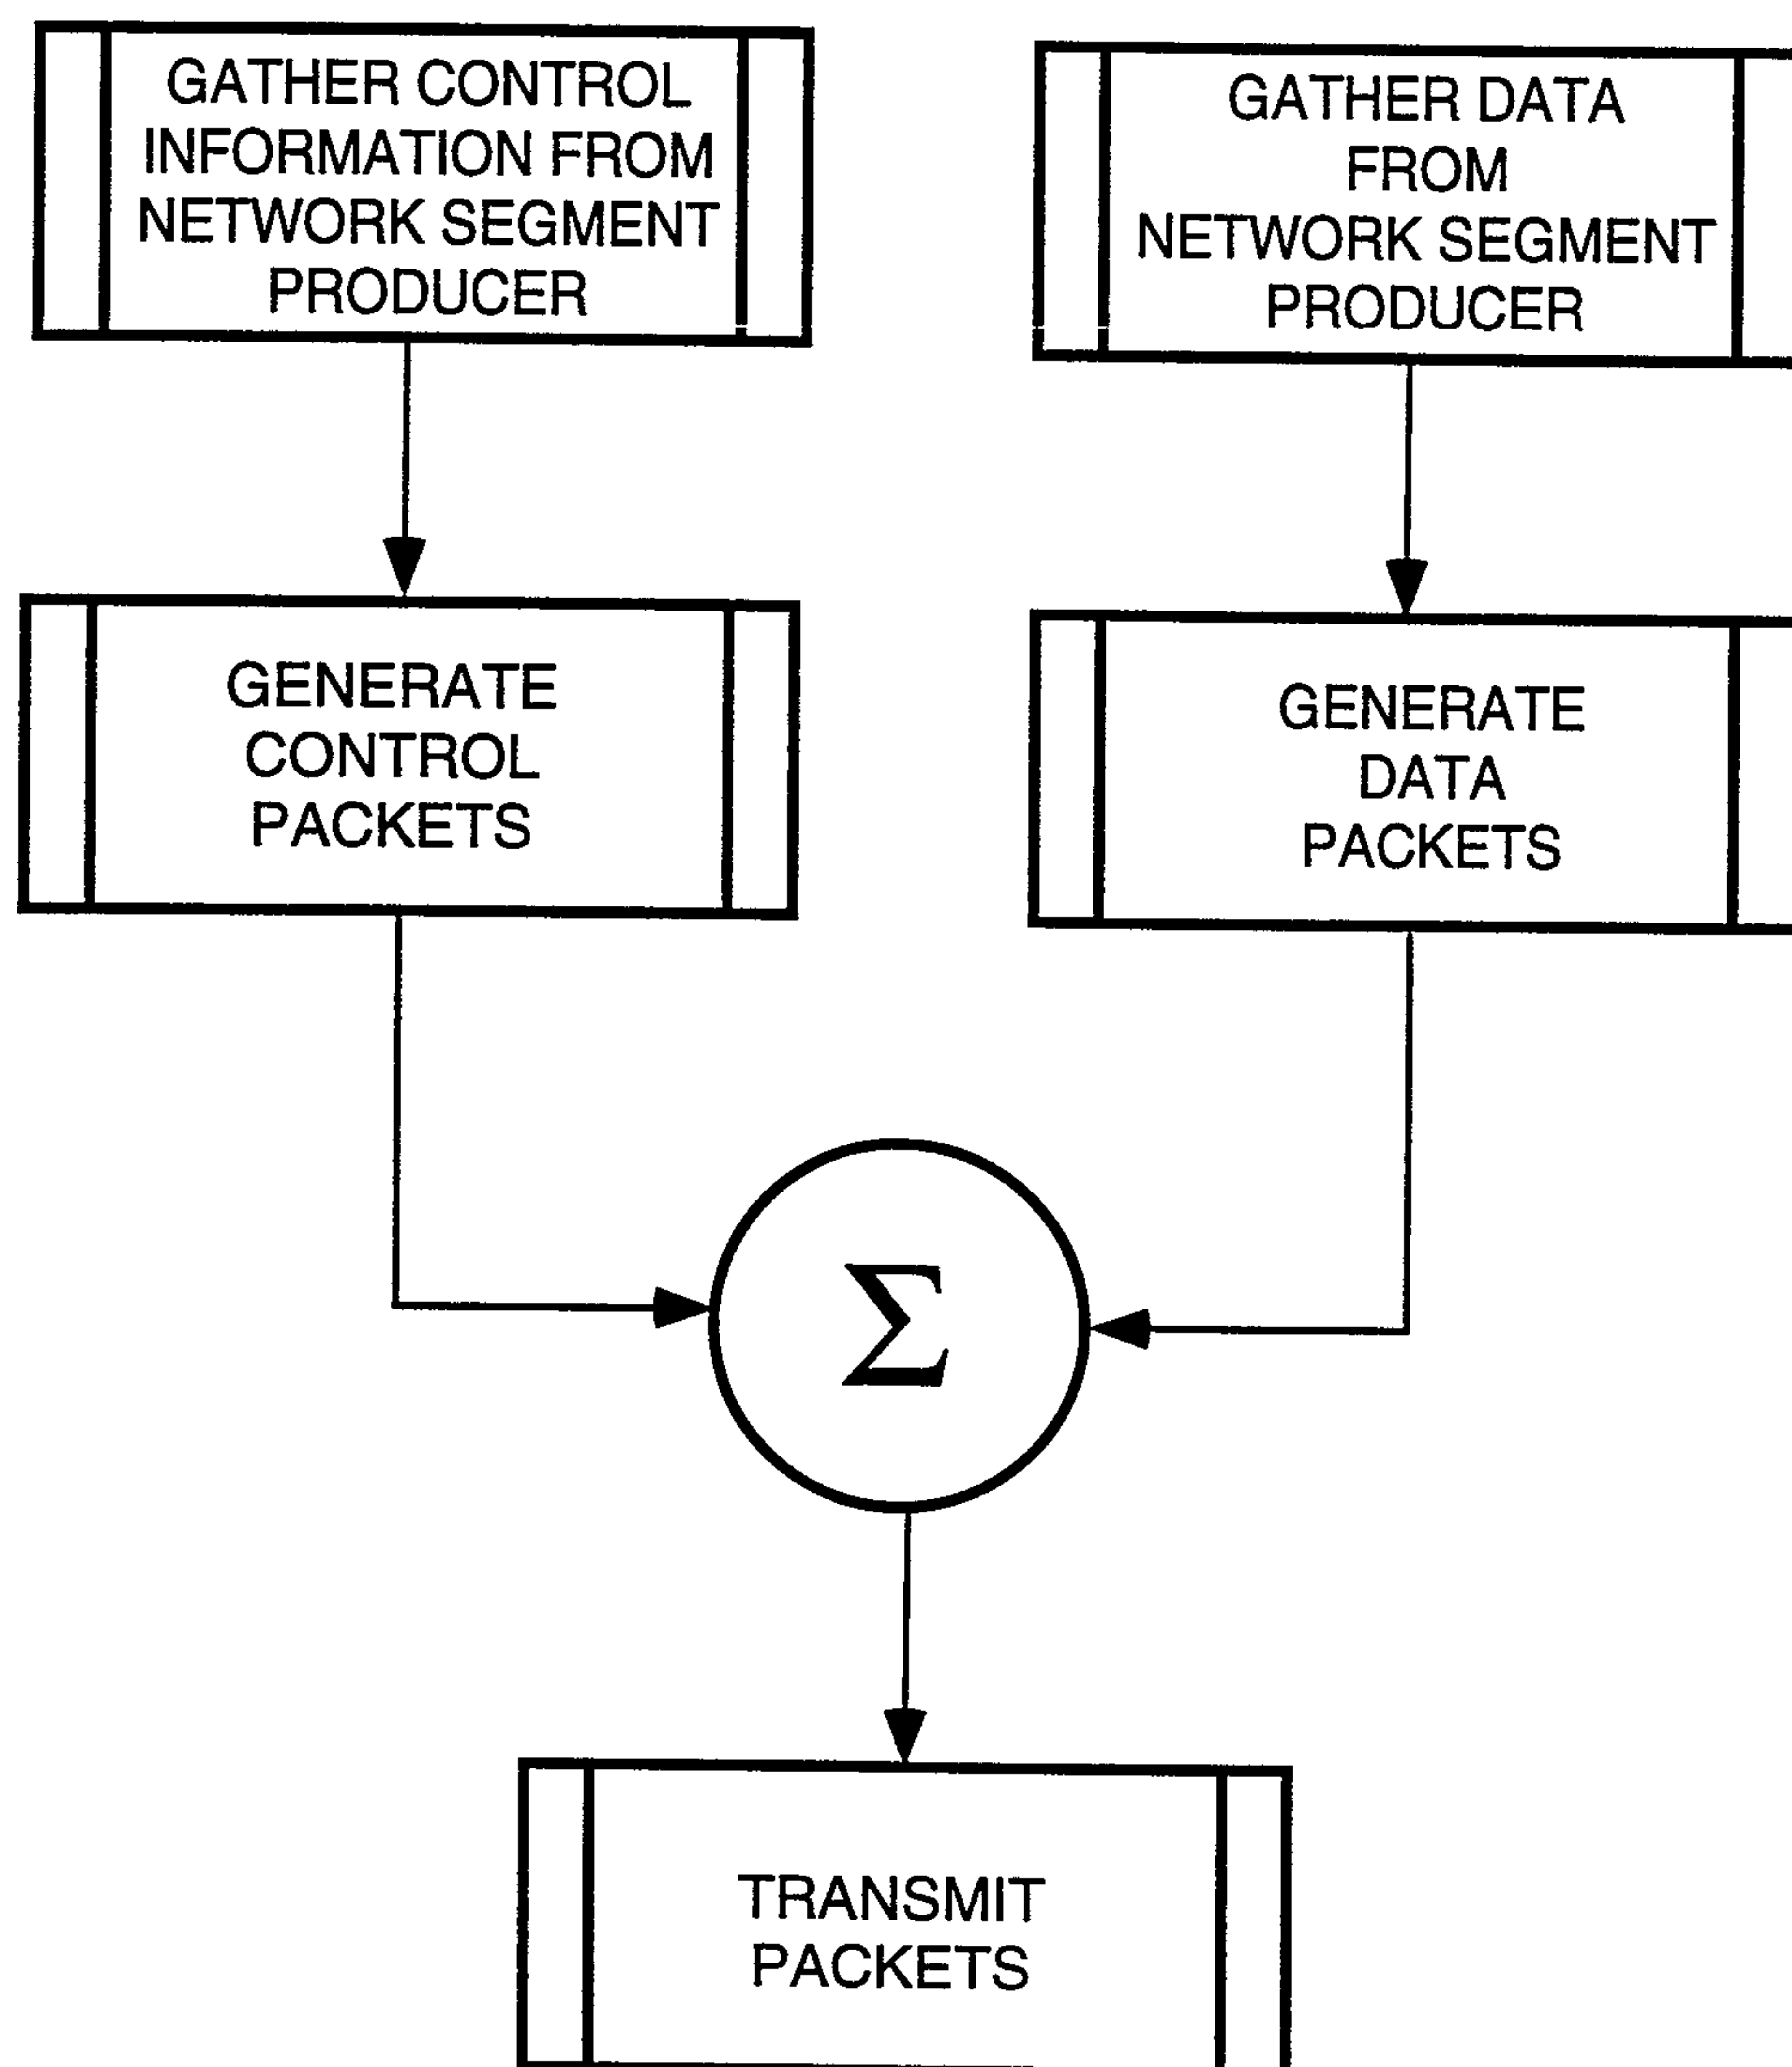 GATHER CONTROL
INFORMATION FROM
NETWORK SEGMENT
PRODUCER
GATHER DATA
FROM
NETWORK SEGMENT
PRODUCER
GENERATE
CONTROL
PACKETS
GENERATE
DATA
PACKETS
Σ
TRANSMIT
PACKETS